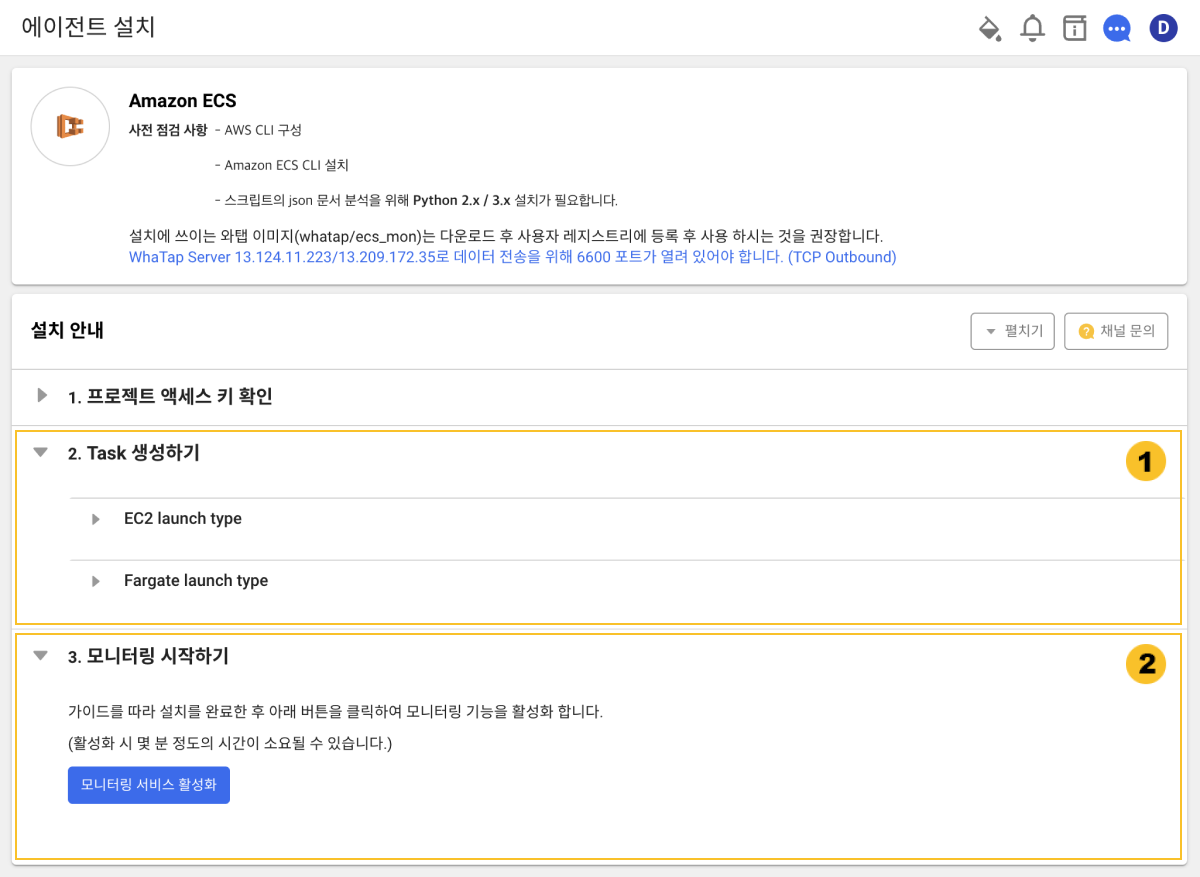 에이전트 설치
D
Amazon ECS
사전 점검 사항 - AWS CLI 구성
- Amazon ECS CLI 설치
- 스크립트의 json 문서 분석을 위해 Python 2.x / 3.x 설치가 필요합니다.
설치에 쓰이는 와탭 이미지(whatap/ecs_mon)는 다운로드 후 사용자 레지스트리에 등록 후 사용 하시는 것을 권장합니다.
WhaTap Server 13.124.11.223/13.209.172.35로 데이터 전송을 위해 6600 포트가 열려 있어야 합니다. (TCP Outbound)
설치 안내
펼치기
? 채널 문의
1. 프로젝트 액세스 키 확인
2. Task 생성하기
1
EC2 launch type
Fargate launch type
3. 모니터링 시작하기
2
가이드를 따라 설치를 완료한 후 아래 버튼을 클릭하여 모니터링 기능을 활성화 합니다.
(활성화 시 몇 분 정도의 시간이 소요될 수 있습니다.)
모니터링 서비스 활성화